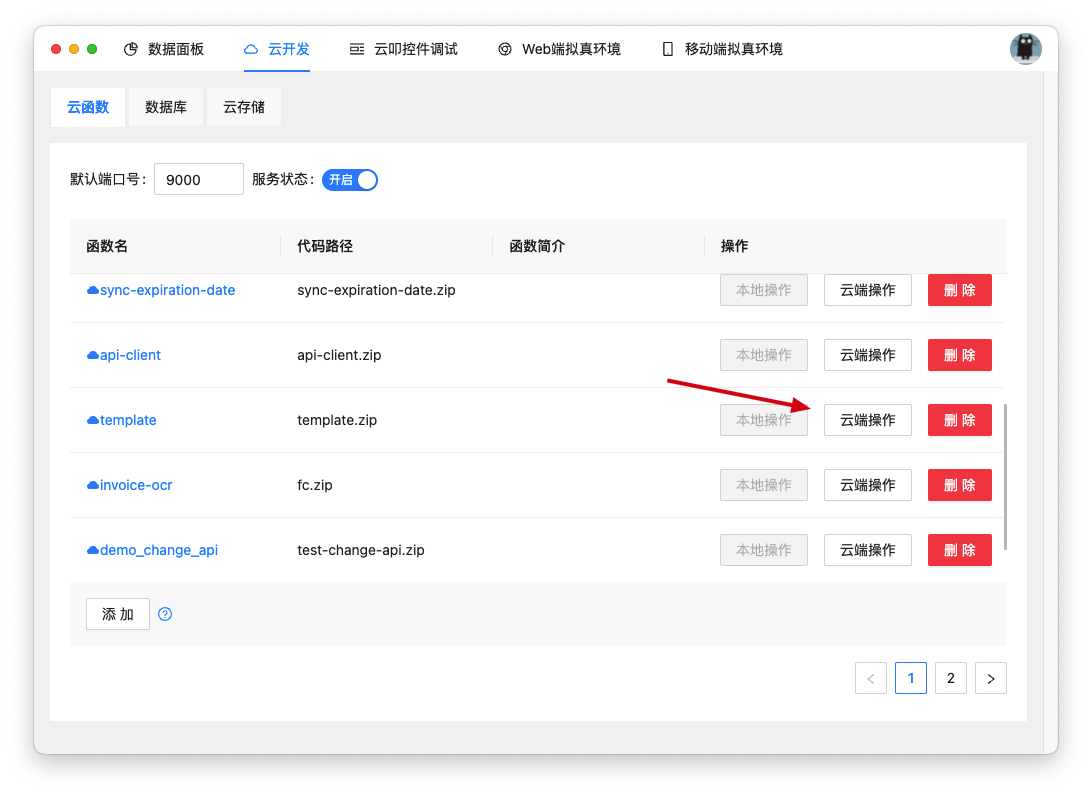 数据面板 云开发 云叩控件调试 Web端拟真环境 移动端拟真环境
云函数 数据库 云存储
默认端口号: 9000 服务状态: 开启
函数名 代码路径 函数简介 操作
sync-expiration-date sync-expiration-date.zip 本地操作 云端操作 删 除
api-client api-client.zip 本地操作 云端操作 删 除
template template.zip 本地操作 云端操作 删 除
invoice-ocr fc.zip 本地操作 云端操作 删 除
demo_change_api test-change-api.zip 本地操作 云端操作 删 除
添 加 ?
< 1 2 >